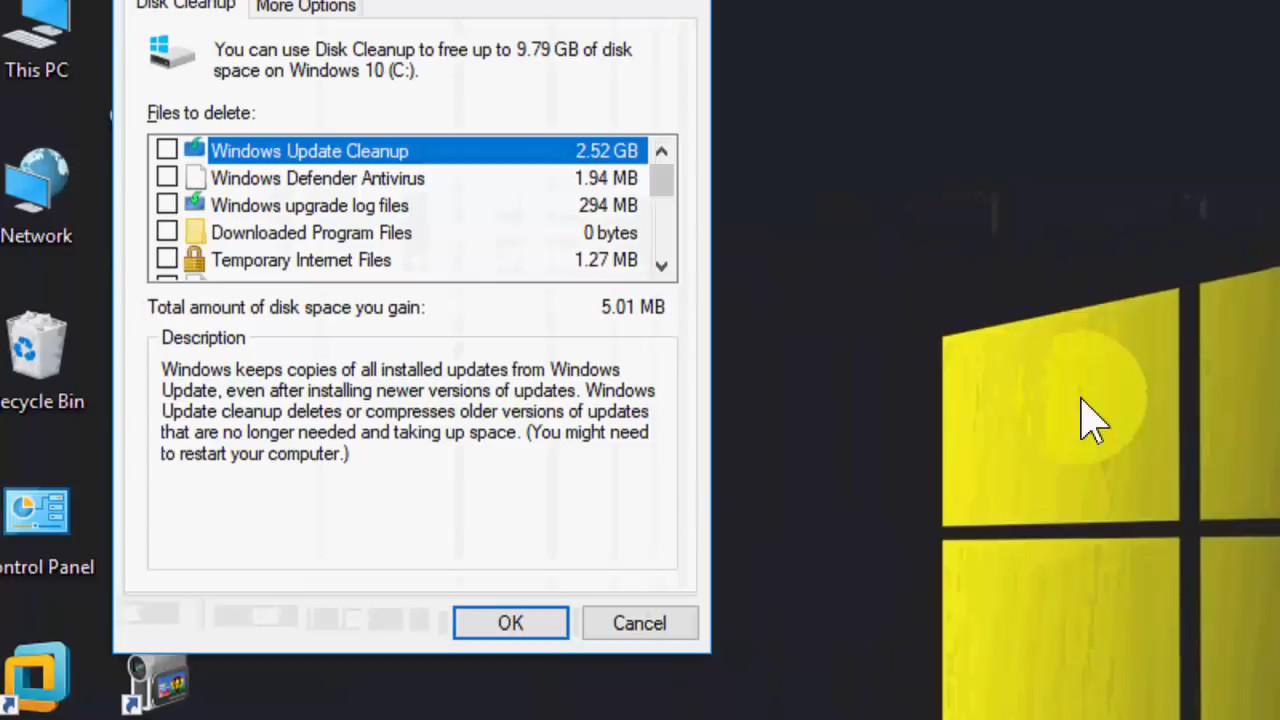 Disk Cleanup
More Options
This PC
You can use Disk Cleanup to free up to 9.79 GB of disk
space on Windows 10 (C:).
Files to delete:
Windows Update Cleanup 2.52 GB
Windows Defender Antivirus 1.94 MB
Windows upgrade log files 294 MB
Network
Downloaded Program Files 0 bytes
Temporary Internet Files 1.27 MB
Total amount of disk space you gain: 5.01 MB
Description
Windows keeps copies of all installed updates from Windows
Update, even after installing newer versions of updates. Windows
Update cleanup deletes or compresses older versions of updates
that are no longer needed and taking up space. (You might need
to restart your computer.)
ecycle Bin
ontrol Panel
OK
Cancel